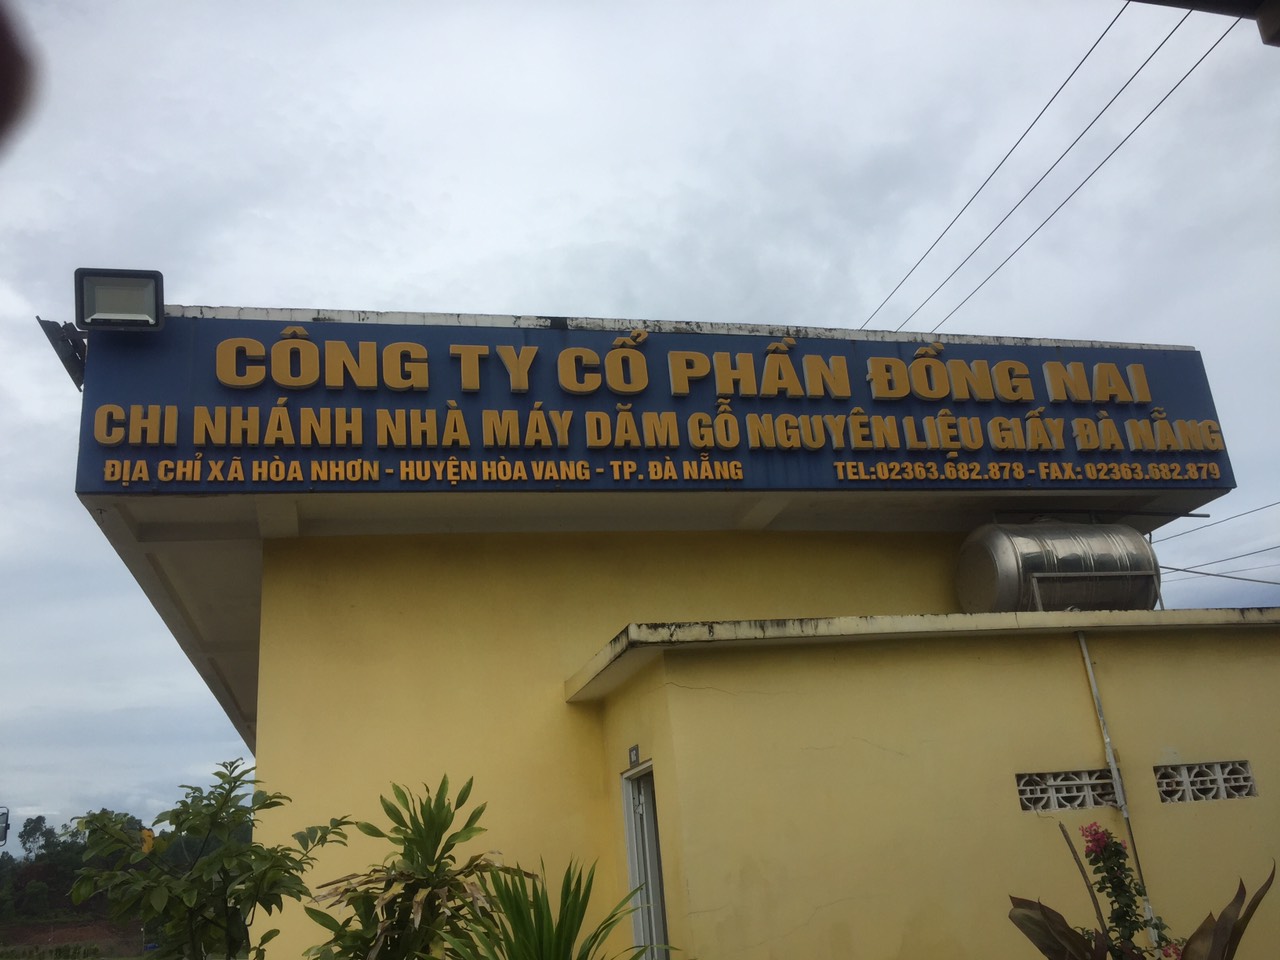 CÔNG TY CỔ PHẦN ĐỒNG NAI
CHI NHÁNH NHÀ MÁY DĂM GỖ NGUYÊN LIỆU GIẤY ĐÀ NẴNG
ĐỊA CHỈ XÃ HÒA NHƠN - HUYỆN HÒA VANG - TP. ĐÀ NẴNG TEL: 02363.682.878 - FAX: 02363.682.879